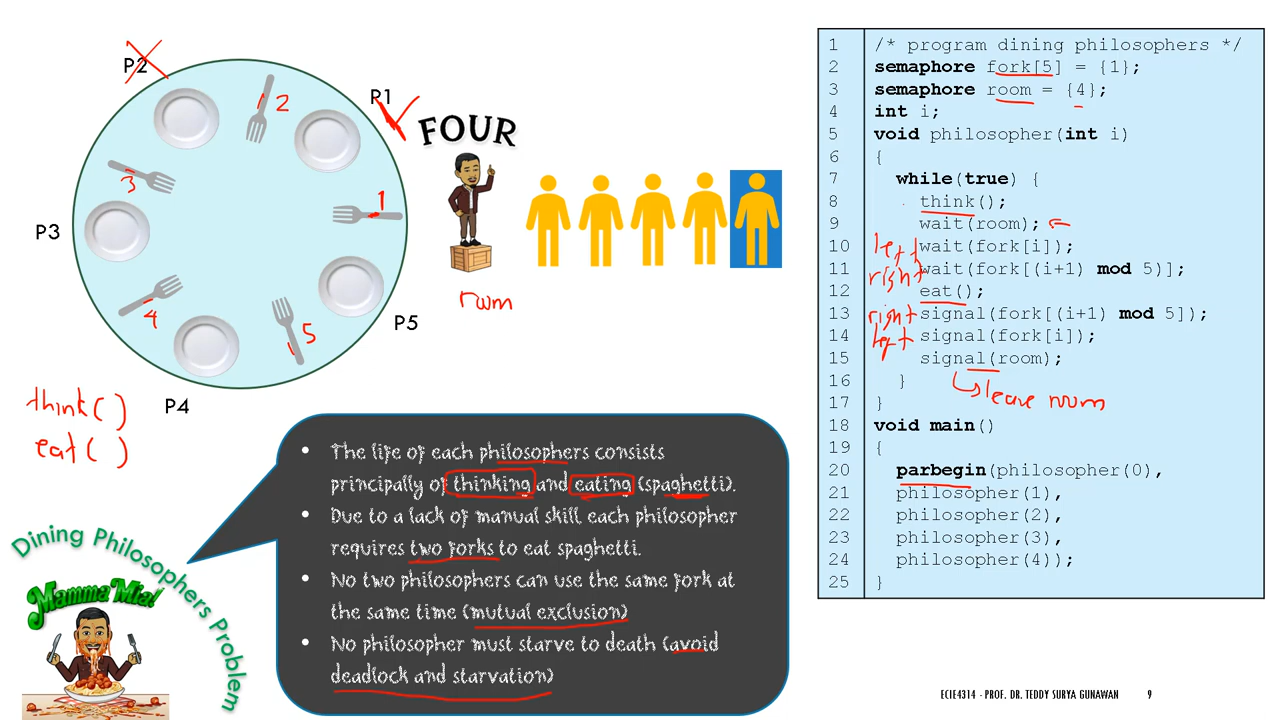 P2
2
P1
3
1
P3
4
5
P5
P4
FOUR
room
think( )
eat( )
Dining Philosophers Problem
Mamma Mia!
• The life of each philosophers consists
principally of thinking and eating (spaghetti).
• Due to a lack of manual skill each philosopher
requires two forks to eat spaghetti.
• No two philosophers can use the same fork at
the same time (mutual exclusion)
• No philosopher must starve to death (avoid
deadlock and starvation)
1 /* program dining philosophers */
2 semaphore fork[5] = {1};
3 semaphore room = {4};
4 int i;
5 void philosopher(int i)
6 {
7 while(true) {
8 think();
9 wait(room);
10 left wait(fork[i]);
11 right wait(fork[(i+1) mod 5)];
12 eat();
13 right signal(fork[(i+1) mod 5]);
14 left signal(fork[i]);
15 signal(room);
16 }
leave room
17 }
18 void main()
19 {
20 parbegin(philosopher(0),
21 philosopher(1),
22 philosopher(2),
23 philosopher(3),
24 philosopher(4));
25 }
ECIE4314 - PROF. DR. TEDDY SURYA GUNAWAN 9